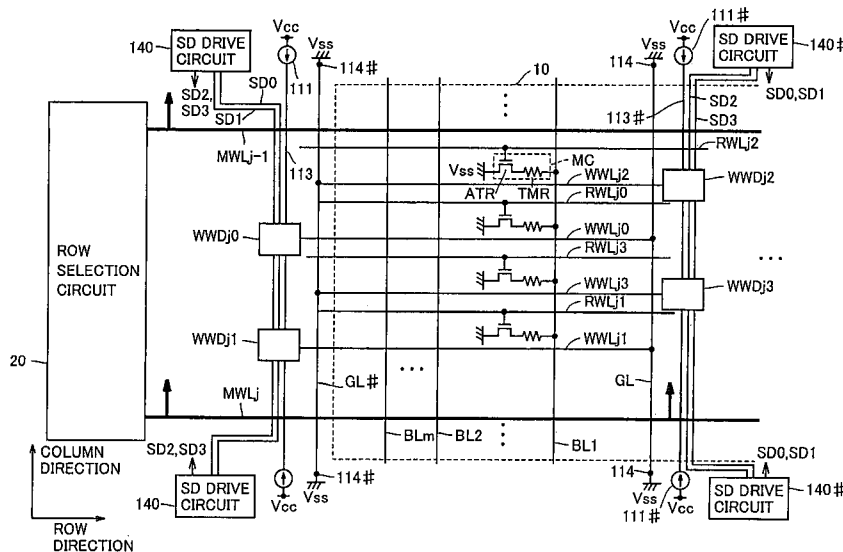 Vcc
140
SD DRIVE
CIRCUIT
SD0
111
Vss
114#
10
Vss
114
Vcc
111#
SD DRIVE
CIRCUIT
140#
SD2,
SD3
SD1
SD2
SD0,SD1
113#
SD3
MWLj-1
113
RWLj2
MC
Vss
ATR
TMR
WWLj2
RWLj0
WWDj2
ROW
SELECTION
CIRCUIT
WWDj0
WWLj0
RWLj3
WWLj3
RWLj1
WWDj3
WWDj1
WWLj1
20
MWLj
GL#
GL
COLUMN
DIRECTION
SD2,SD3
BLm
BL2
BL1
SD0,SD1
140
SD DRIVE
CIRCUIT
Vcc
114#
Vss
114
Vss
111#
Vcc
SD DRIVE
CIRCUIT
140#
ROW
DIRECTION